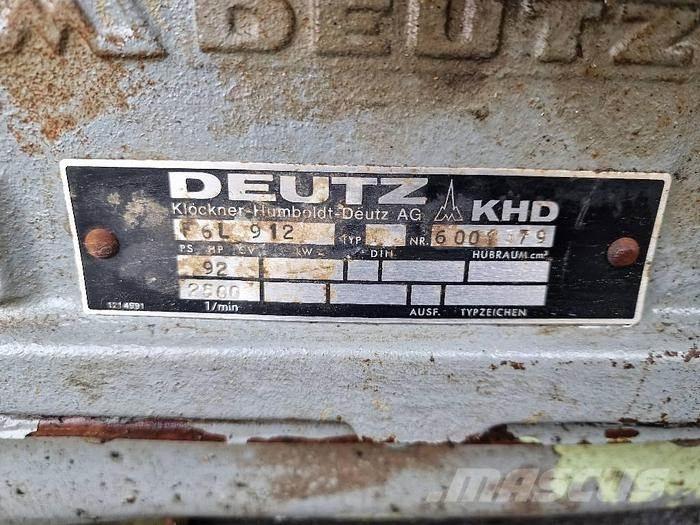 DEUTZ
DEUTZ KHD
Klöckner-Humboldt-Deutz AG
F6L 912 TYP NR.
PS HP CV KW DIN HUBRAUM cm³
92
1/min AUSF. TYPZEICHEN
1214591
MASCUS